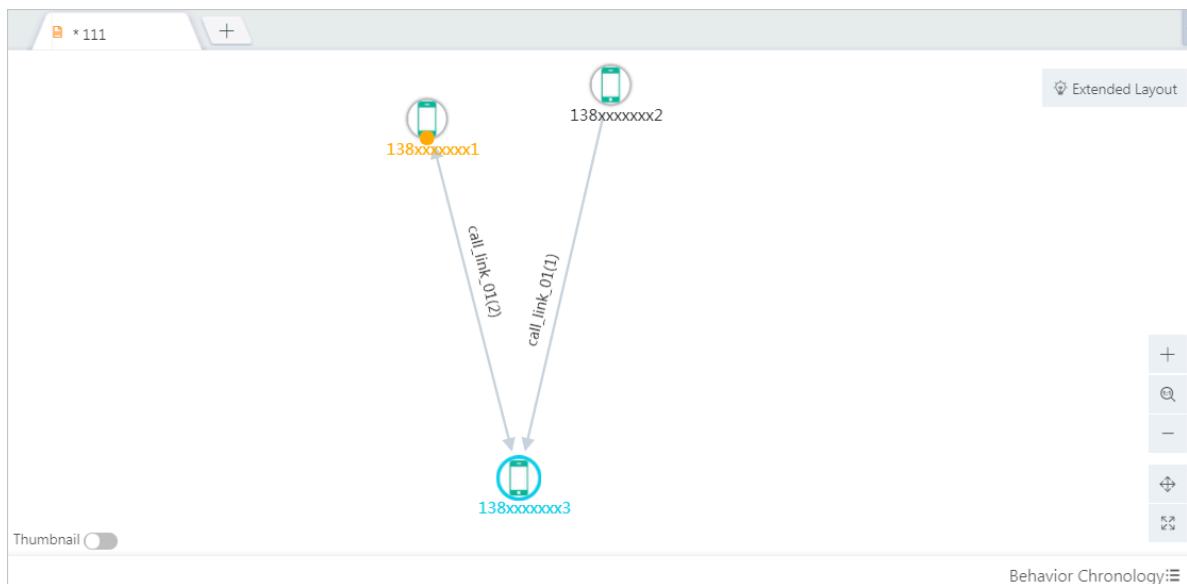 * 111
Extended Layout
138xxxxxxx2
138xxxxxxx1
call_link_01(2)
call_link_01(1)
138xxxxxxx3
Thumbnail
Behavior Chronology